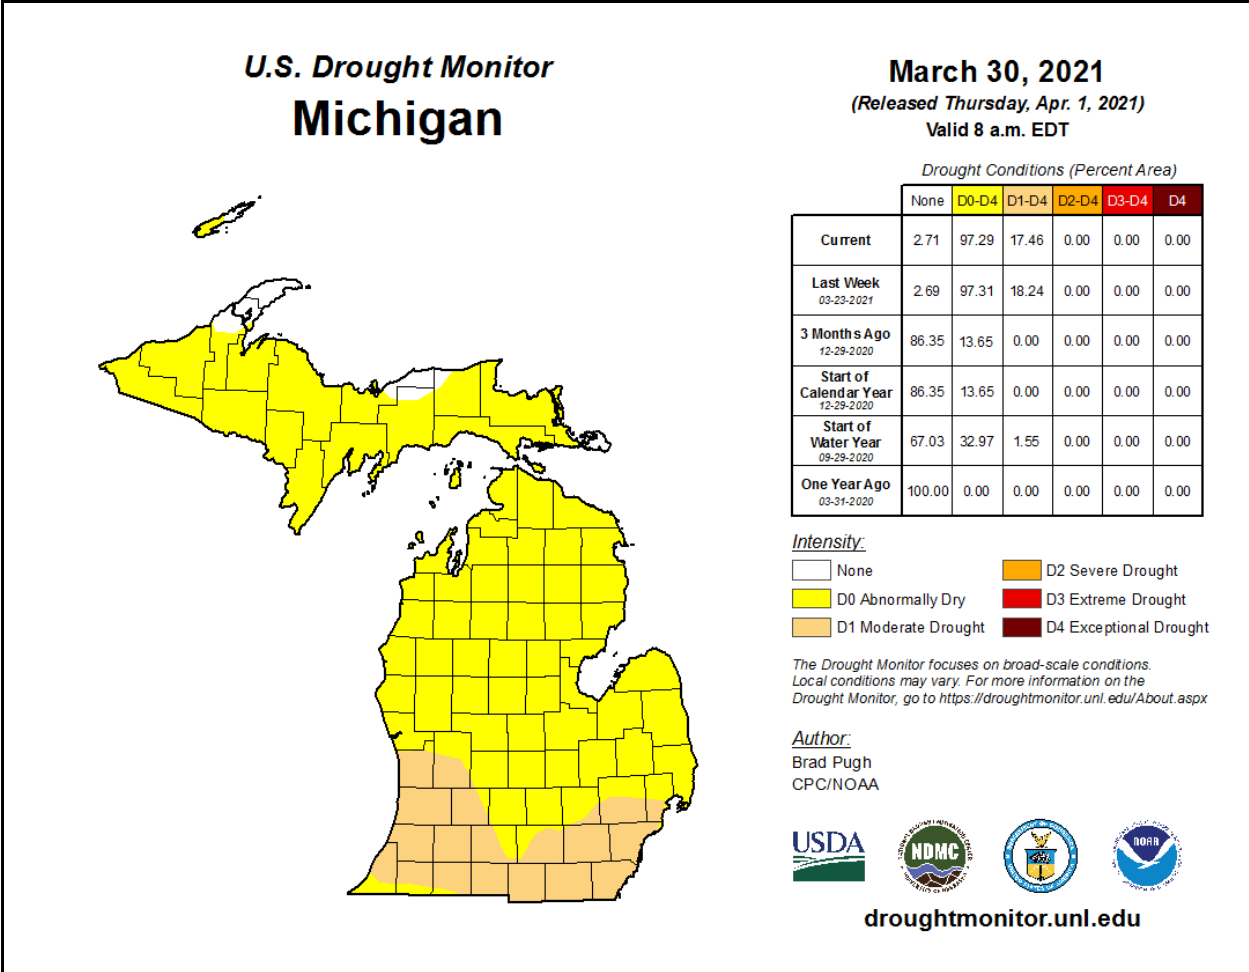 U.S. Drought Monitor
Michigan
March 30, 2021
(Released Thursday, Apr. 1, 2021)
Valid 8 a.m. EDT
Drought Conditions (Percent Area)
None D0-D4 D1-D4 D2-D4 D3-D4 D4
Current 2.71 97.29 17.46 0.00 0.00 0.00
Last Week
03-23-2021 2.69 97.31 18.24 0.00 0.00 0.00
3 Months Ago
12-29-2020 86.35 13.65 0.00 0.00 0.00 0.00
Start of
Calendar Year
12-29-2020 86.35 13.65 0.00 0.00 0.00 0.00
Start of
Water Year
09-29-2020 67.03 32.97 1.55 0.00 0.00 0.00
One Year Ago
03-31-2020 100.00 0.00 0.00 0.00 0.00 0.00
Intensity:
None
D0 Abnormally Dry
D1 Moderate Drought
D2 Severe Drought
D3 Extreme Drought
D4 Exceptional Drought
The Drought Monitor focuses on broad-scale conditions.
Local conditions may vary. For more information on the
Drought Monitor, go to https://droughtmonitor.unl.edu/About.aspx
Author:
Brad Pugh
CPC/NOAA
USDA
NDMC
NOAA
droughtmonitor.unl.edu